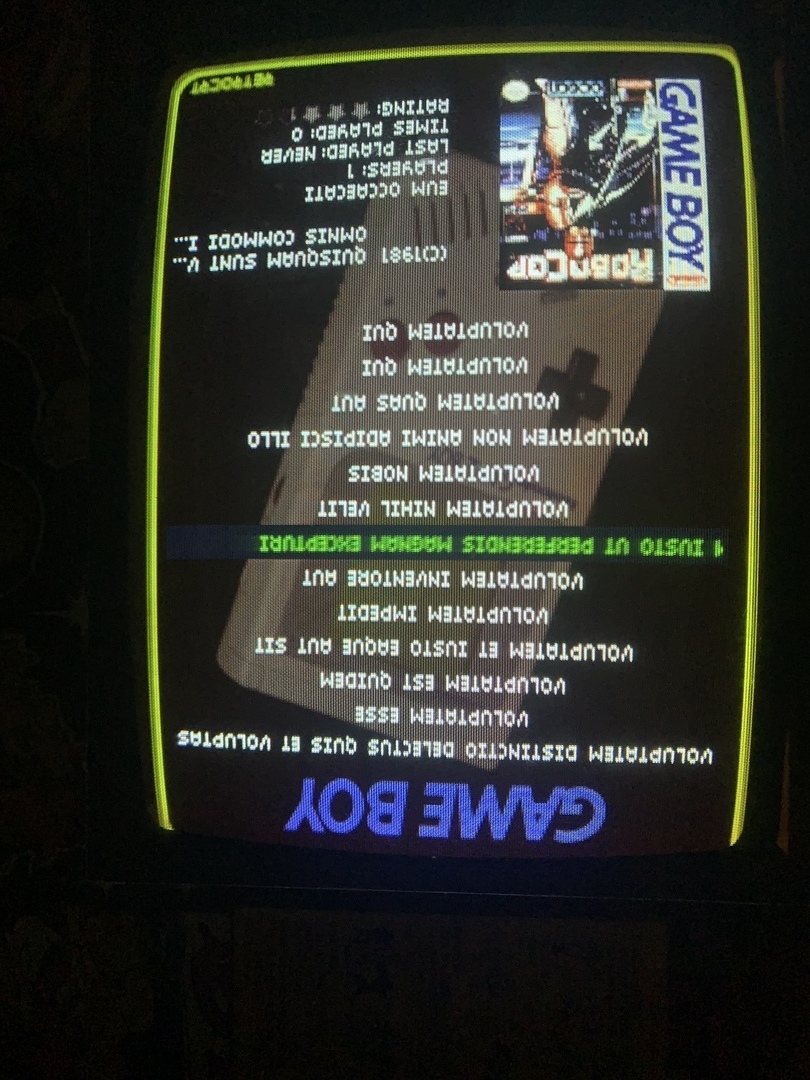 GAME BOY
VOLUPTATEM DISTINCTIO DELECTUS QUIS ET VOLUPTAS
VOLUPTATEM ESSE
VOLUPTATEM EST QUIDEM
VOLUPTATEM ET IUSTO EAQUE AUT SIT
VOLUPTATEM IMPEDIT
VOLUPTATEM INVENTORE AUT
IUSTO UT PERFERENDIS MAGNAM EXCEPTURI
VOLUPTATEM NIHIL VELIT
VOLUPTATEM NOBIS
VOLUPTATEM NON ANIMI ADIPISCI ILLO
VOLUPTATEM QUAS AUT
VOLUPTATEM QUI
VOLUPTATEM QUI
GAME BOY
ROBOCOP
ocean
(C)1981 QUISQUAM SUNT V...
OMNIS COMMODI I...
EUM OCCAECATI
PLAYERS: 1
LAST PLAYED: NEVER
TIMES PLAYED: 0
RATING: